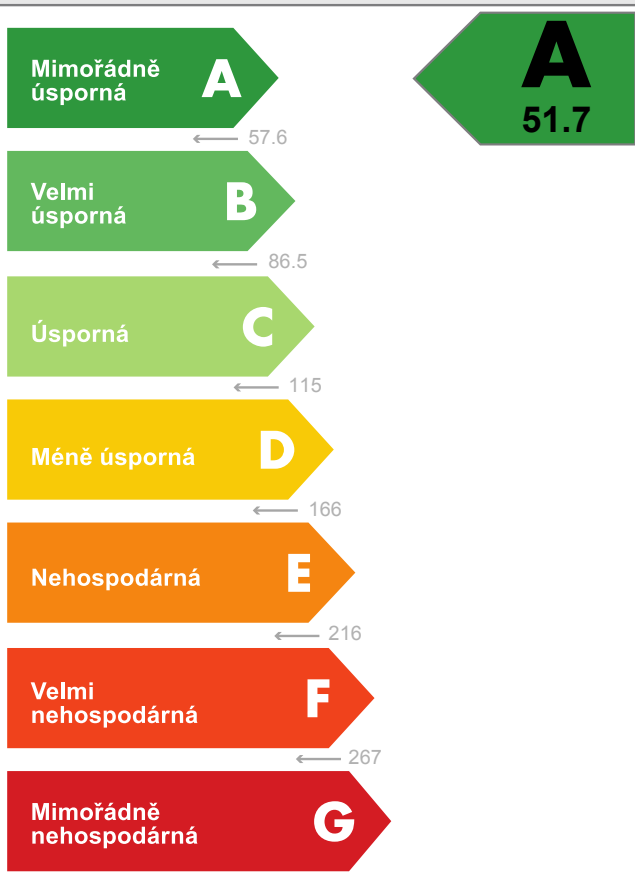 Mimořádně
úsporná
A
A
51.7
← 57.6
Velmi
úsporná
B
← 86.5
Úsporná
C
← 115
Méně úsporná
D
← 166
Nehospodárná
E
← 216
Velmi
nehospodárná
F
← 267
Mimořádně
nehospodárná
G